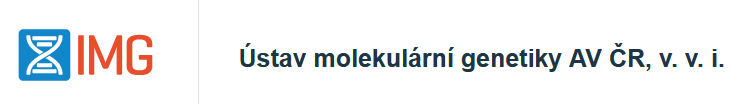 IMG
Ústav molekulární genetiky AV ČR, v. v. i.